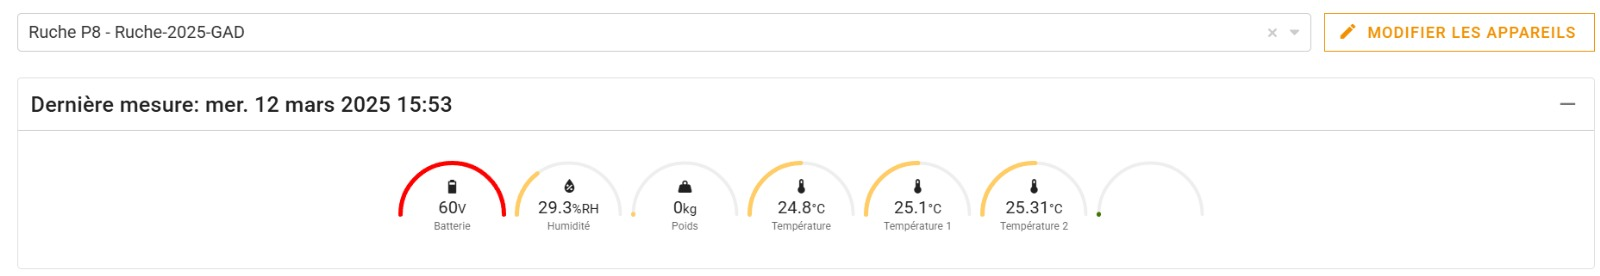 Ruche P8 - Ruche-2025-GAD
MODIFIER LES APPAREILS
Dernière mesure: mer. 12 mars 2025 15:53
60V
Batterie
29.3%RH
Humidité
0kg
Poids
24.8°C
Température
25.1°C
Température 1
25.31°C
Température 2